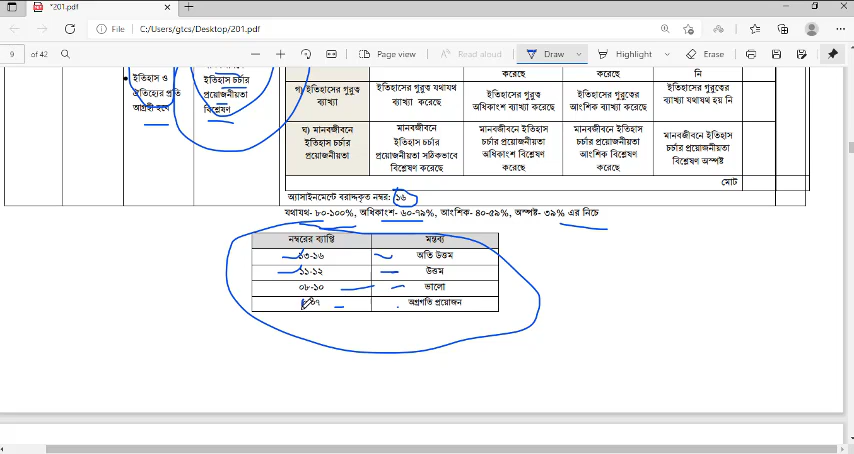 *201.pdf
File C:/Users/gtcs/Desktop/201.pdf
9 of 42 Page view Read aloud Draw Highlight Erase
ইতিহাস ও
ঐতিহ্যের প্রতি
আগ্রহী হবে
ইতিহাস চর্চার
প্রয়োজনীয়তা
বিশ্লেষণ
করেছে করেছে নি
গ) ইতিহাসের গুরুত্ব ব্যাখ্যা
ইতিহাসের গুরুত্ব যথাযথ ব্যাখ্যা করেছে
ইতিহাসের গুরুত্ব অধিকাংশ ব্যাখ্যা করেছে
ইতিহাসের গুরুত্ব আংশিক ব্যাখ্যা করেছে
ইতিহাসের গুরুত্ব ব্যাখ্যা যথাযথ হয় নি
ঘ) মানবজীবনে ইতিহাস চর্চার প্রয়োজনীয়তা
মানবজীবনে ইতিহাস চর্চার প্রয়োজনীয়তা সঠিকভাবে বিশ্লেষণ করেছে
মানবজীবনে ইতিহাস চর্চার প্রয়োজনীয়তা অধিকাংশ বিশ্লেষণ করেছে
মানবজীবনে ইতিহাস চর্চার প্রয়োজনীয়তা আংশিক বিশ্লেষণ করেছে
মানবজীবনে ইতিহাস চর্চার প্রয়োজনীয়তা বিশ্লেষণ অস্পষ্ট
মোট
অ্যাসাইনমেন্টে বরাদ্দকৃত নম্বর: ১৬
যথাযথ- ৮০-১০০%, অধিকাংশ- ৬০-৭৯%, আংশিক- ৪০-৫৯%, অস্পষ্ট- ৩৯% এর নিচে
নম্বরের ব্যাপ্তি মন্তব্য
১৩-১৬ অতি উত্তম
১১-১২ উত্তম
০৮-১০ ভালো
অগ্রগতি প্রয়োজন